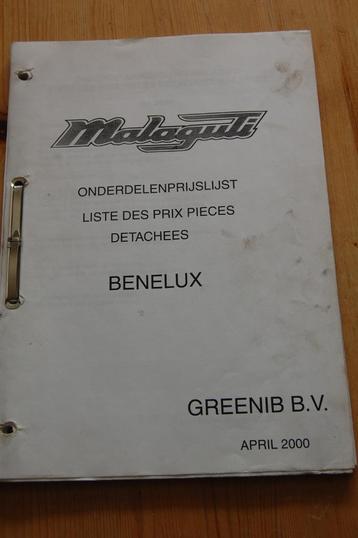 Malaguti
ONDERDELENPRIJSLIJST
LISTE DES PRIX PIECES
DETACHEES
BENELUX
GREENIB B.V.
APRIL 2000